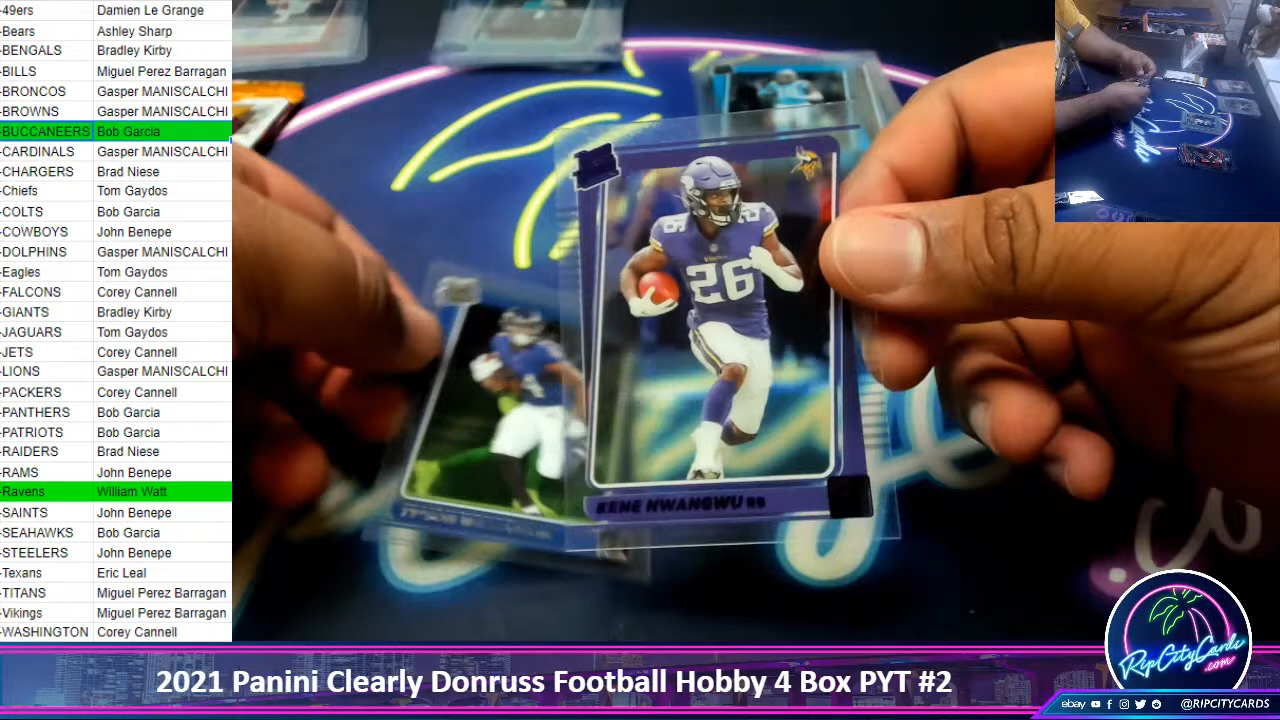 -49ers Damien Le Grange
-Bears Ashley Sharp
-BENGALS Bradley Kirby
-BILLS Miguel Perez Barragan
-BRONCOS Gasper MANISCALCHI
-BROWNS Gasper MANISCALCHI
-BUCCANEERS Bob Garcia
-CARDINALS Gasper MANISCALCHI
-CHARGERS Brad Niese
-Chiefs Tom Gaydos
-COLTS Bob Garcia
-COWBOYS John Benepe
-DOLPHINS Gasper MANISCALCHI
-Eagles Tom Gaydos
-FALCONS Corey Cannell
-GIANTS Bradley Kirby
-JAGUARS Tom Gaydos
-JETS Corey Cannell
-LIONS Gasper MANISCALCHI
-PACKERS Corey Cannell
-PANTHERS Bob Garcia
-PATRIOTS Bob Garcia
-RAIDERS Brad Niese
-RAMS John Benepe
-Ravens William Watt
-SAINTS John Benepe
-SEAHAWKS Bob Garcia
-STEELERS John Benepe
-Texans Eric Leal
-TITANS Miguel Perez Barragan
-Vikings Miguel Perez Barragan
-WASHINGTON Corey Cannell
26
26
KENE NWANGWU RB
RipCityCards
.com
2021 Panini Clearly Donruss Football Hobby 4 Box PYT #2
ebay @RIPCITYCARDS